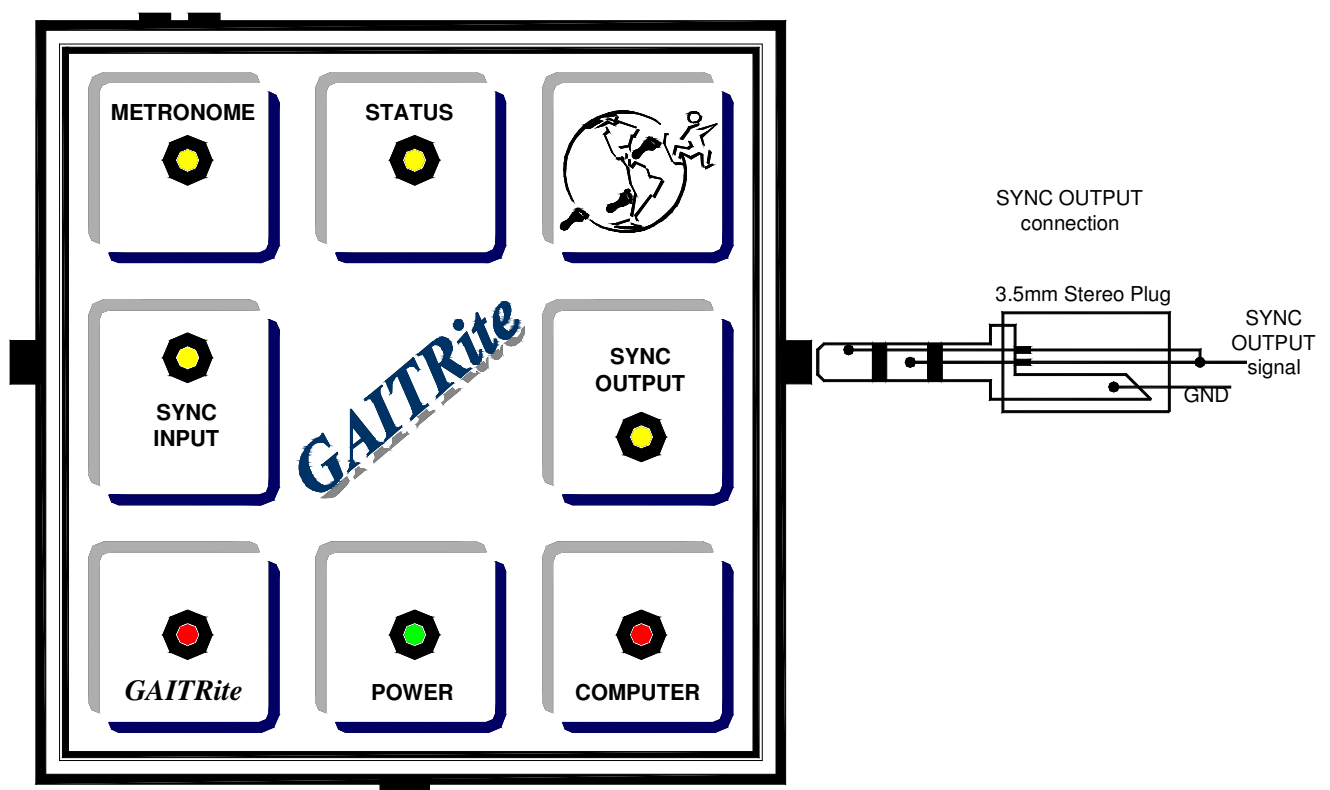 METRONOME
STATUS
SYNC
INPUT
GAITRite
SYNC
OUTPUT
GAITRite
POWER
COMPUTER
SYNC OUTPUT
connection
3.5mm Stereo Plug
SYNC
OUTPUT
signal
GND